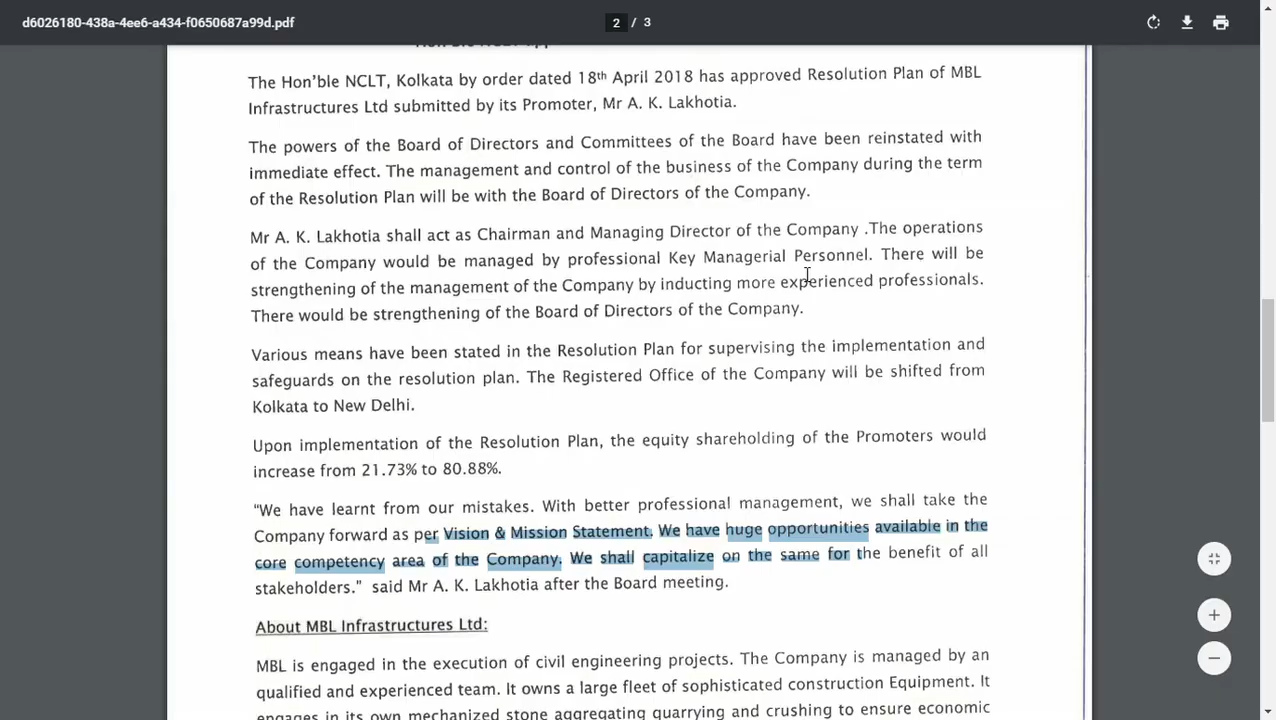 d6026180-438a-4ee6-a434-f0650687a99d.pdf
2 / 3
The Hon'ble NCLT, Kolkata by order dated 18th April 2018 has approved Resolution Plan of MBL
Infrastructures Ltd submitted by its Promoter, Mr A. K. Lakhotia.
The powers of the Board of Directors and Committees of the Board have been reinstated with
immediate effect. The management and control of the business of the Company during the term
of the Resolution Plan will be with the Board of Directors of the Company.
Mr A. K. Lakhotia shall act as Chairman and Managing Director of the Company .The operations
of the Company would be managed by professional Key Managerial Personnel. There will be
strengthening of the management of the Company by inducting more experienced professionals.
There would be strengthening of the Board of Directors of the Company.
Various means have been stated in the Resolution Plan for supervising the implementation and
safeguards on the resolution plan. The Registered Office of the Company will be shifted from
Kolkata to New Delhi.
Upon implementation of the Resolution Plan, the equity shareholding of the Promoters would
increase from 21.73% to 80.88%.
"We have learnt from our mistakes. With better professional management, we shall take the
Company forward as per Vision & Mission Statement. We have huge opportunities available in the
core competency area of the Company. We shall capitalize on the same for the benefit of all
stakeholders." said Mr A. K. Lakhotia after the Board meeting.
About MBL Infrastructures Ltd:
MBL is engaged in the execution of civil engineering projects. The Company is managed by an
qualified and experienced team. It owns a large fleet of sophisticated construction Equipment. It
engages in its own mechanized stone aggregating quarrying and crushing to ensure economic